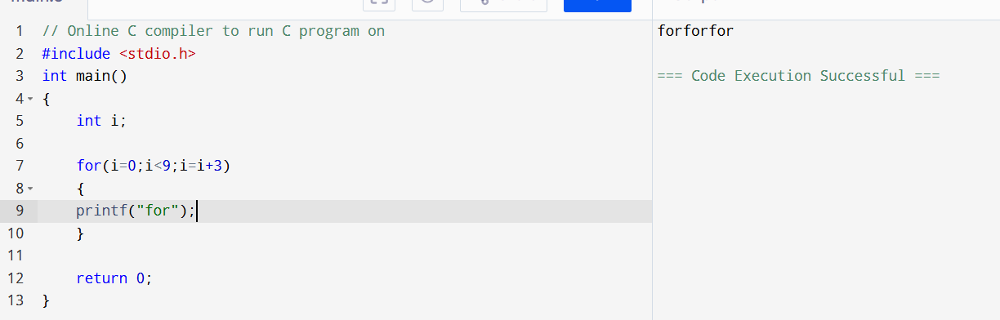 1 // Online C compiler to run C program on
2 #include <stdio.h>
3 int main()
4 {
5 int i;
6
7 for(i=0;i<9;i=i+3)
8 {
9 printf("for");
10 }
11
12 return 0;
13 }
forforfor
=== Code Execution Successful ===